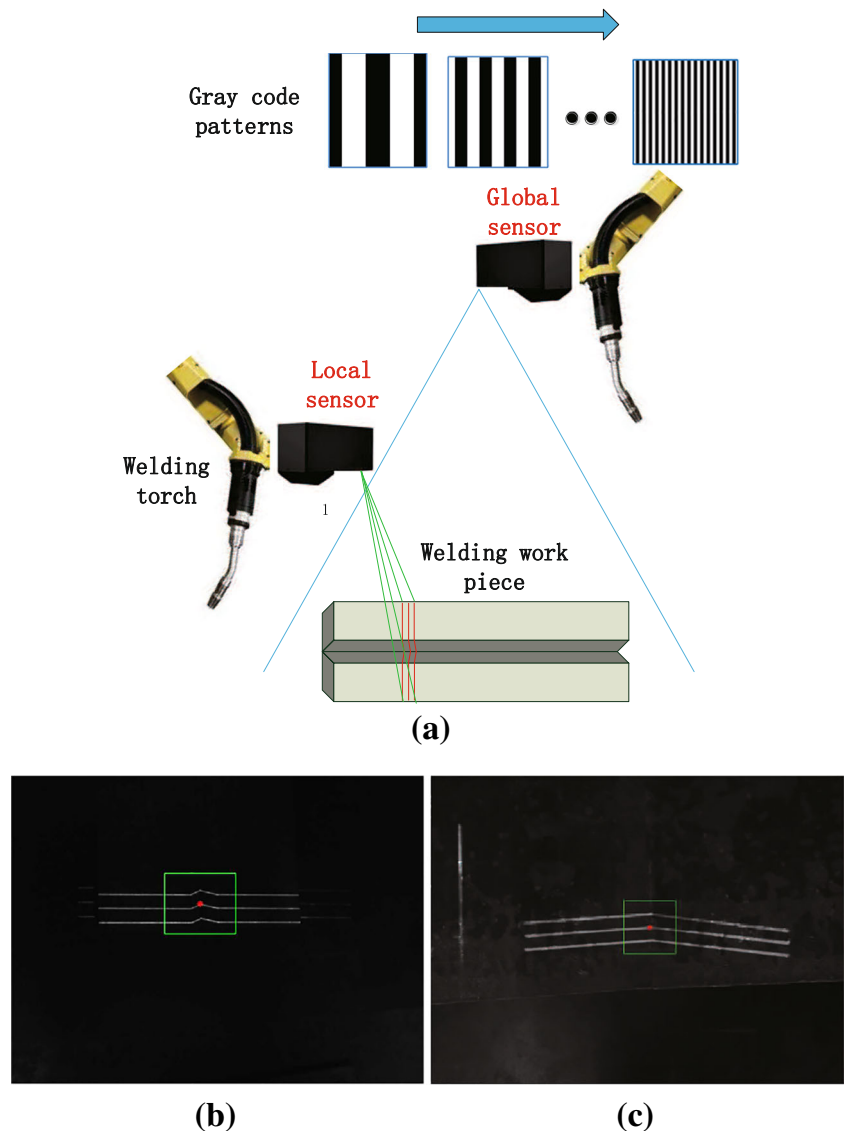 Gray code
patterns
Global
sensor
Local
sensor
Welding
torch
1
Welding work
piece
(a)
(b)
(c)